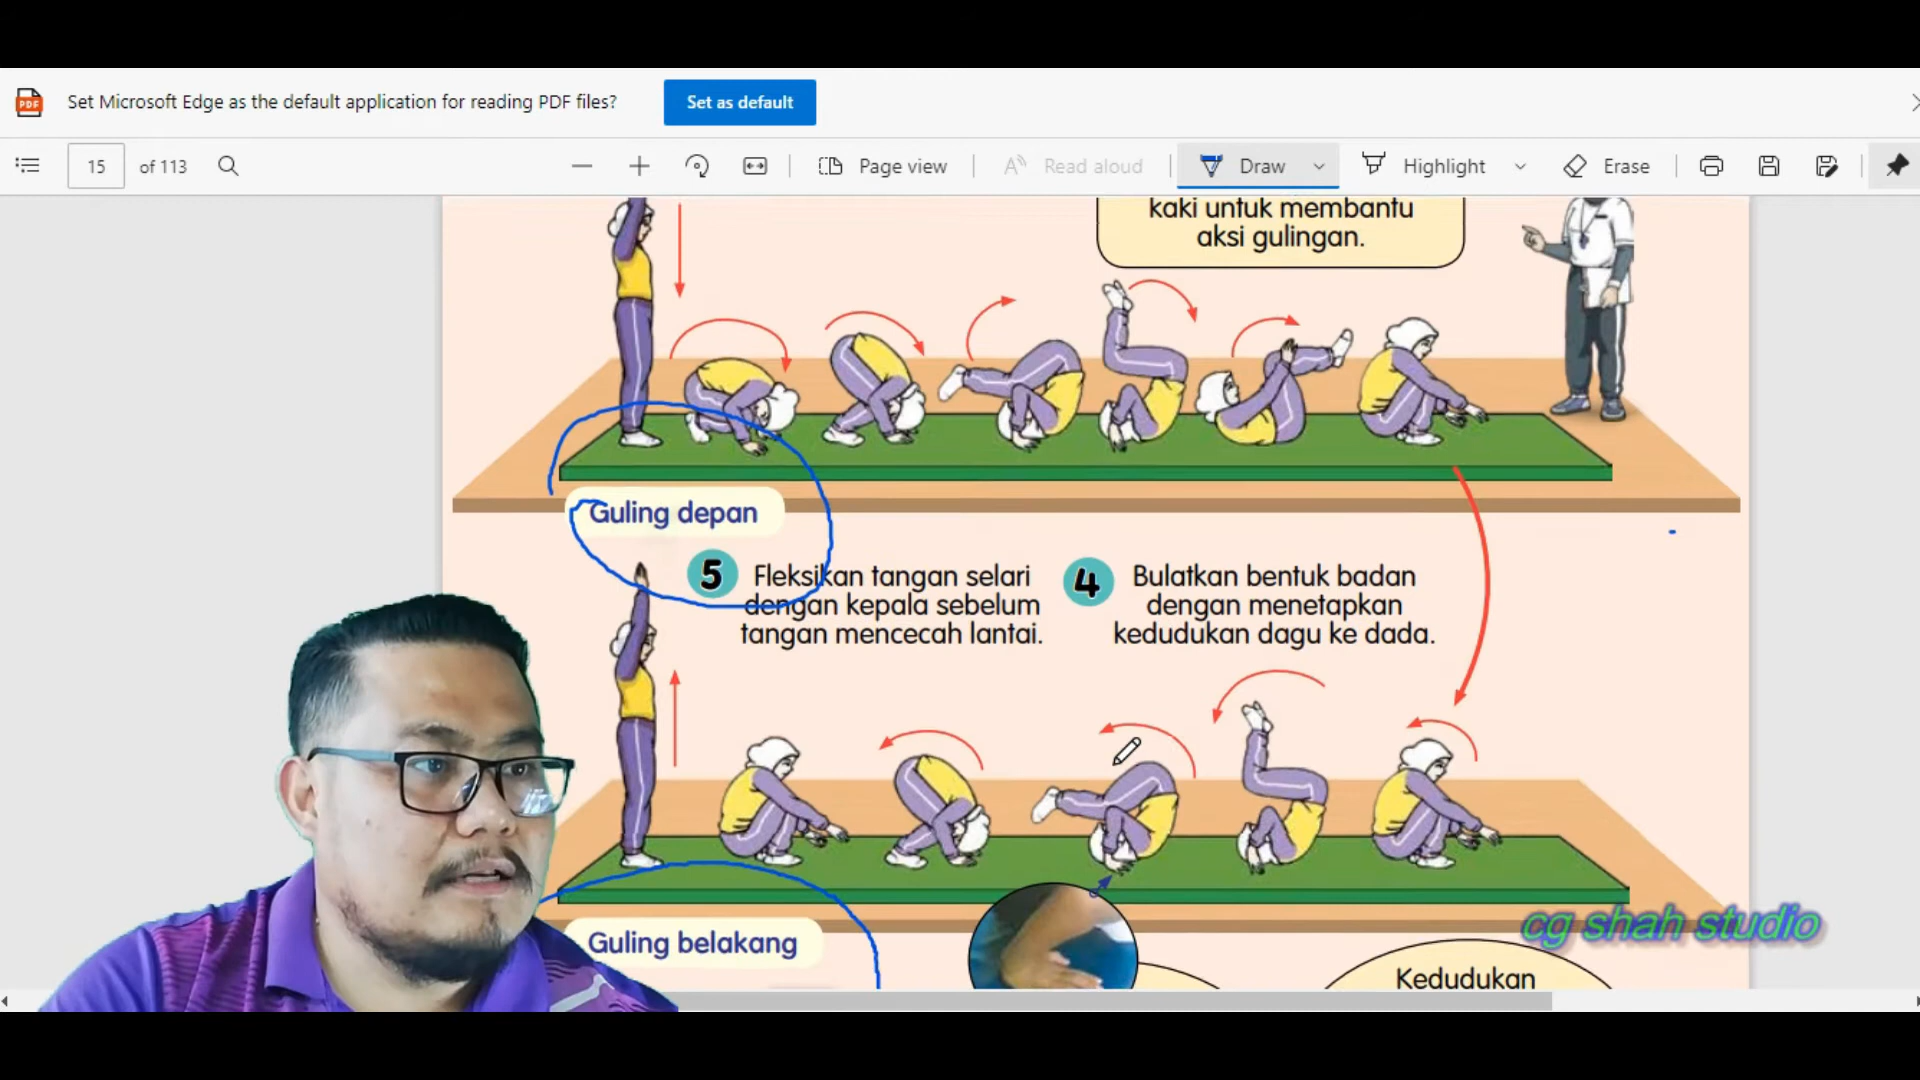 PDF
Set Microsoft Edge as the default application for reading PDF files?
Set as default
15 of 113
Page view
Read aloud
Draw
Highlight
Erase
kaki untuk membantu
aksi gulingan.
Guling depan
5 Fleksikan tangan selari
dengan kepala sebelum
tangan mencecah lantai.
4 Bulatkan bentuk badan
dengan menetapkan
kedudukan dagu ke dada.
cg shah studio
Guling belakang
Kedudukan